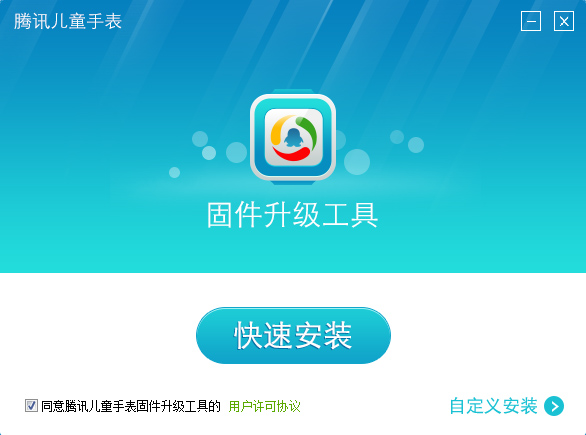 腾讯儿童手表
固件升级工具
快速安装
同意腾讯儿童手表固件升级工具的 用户许可协议
自定义安装